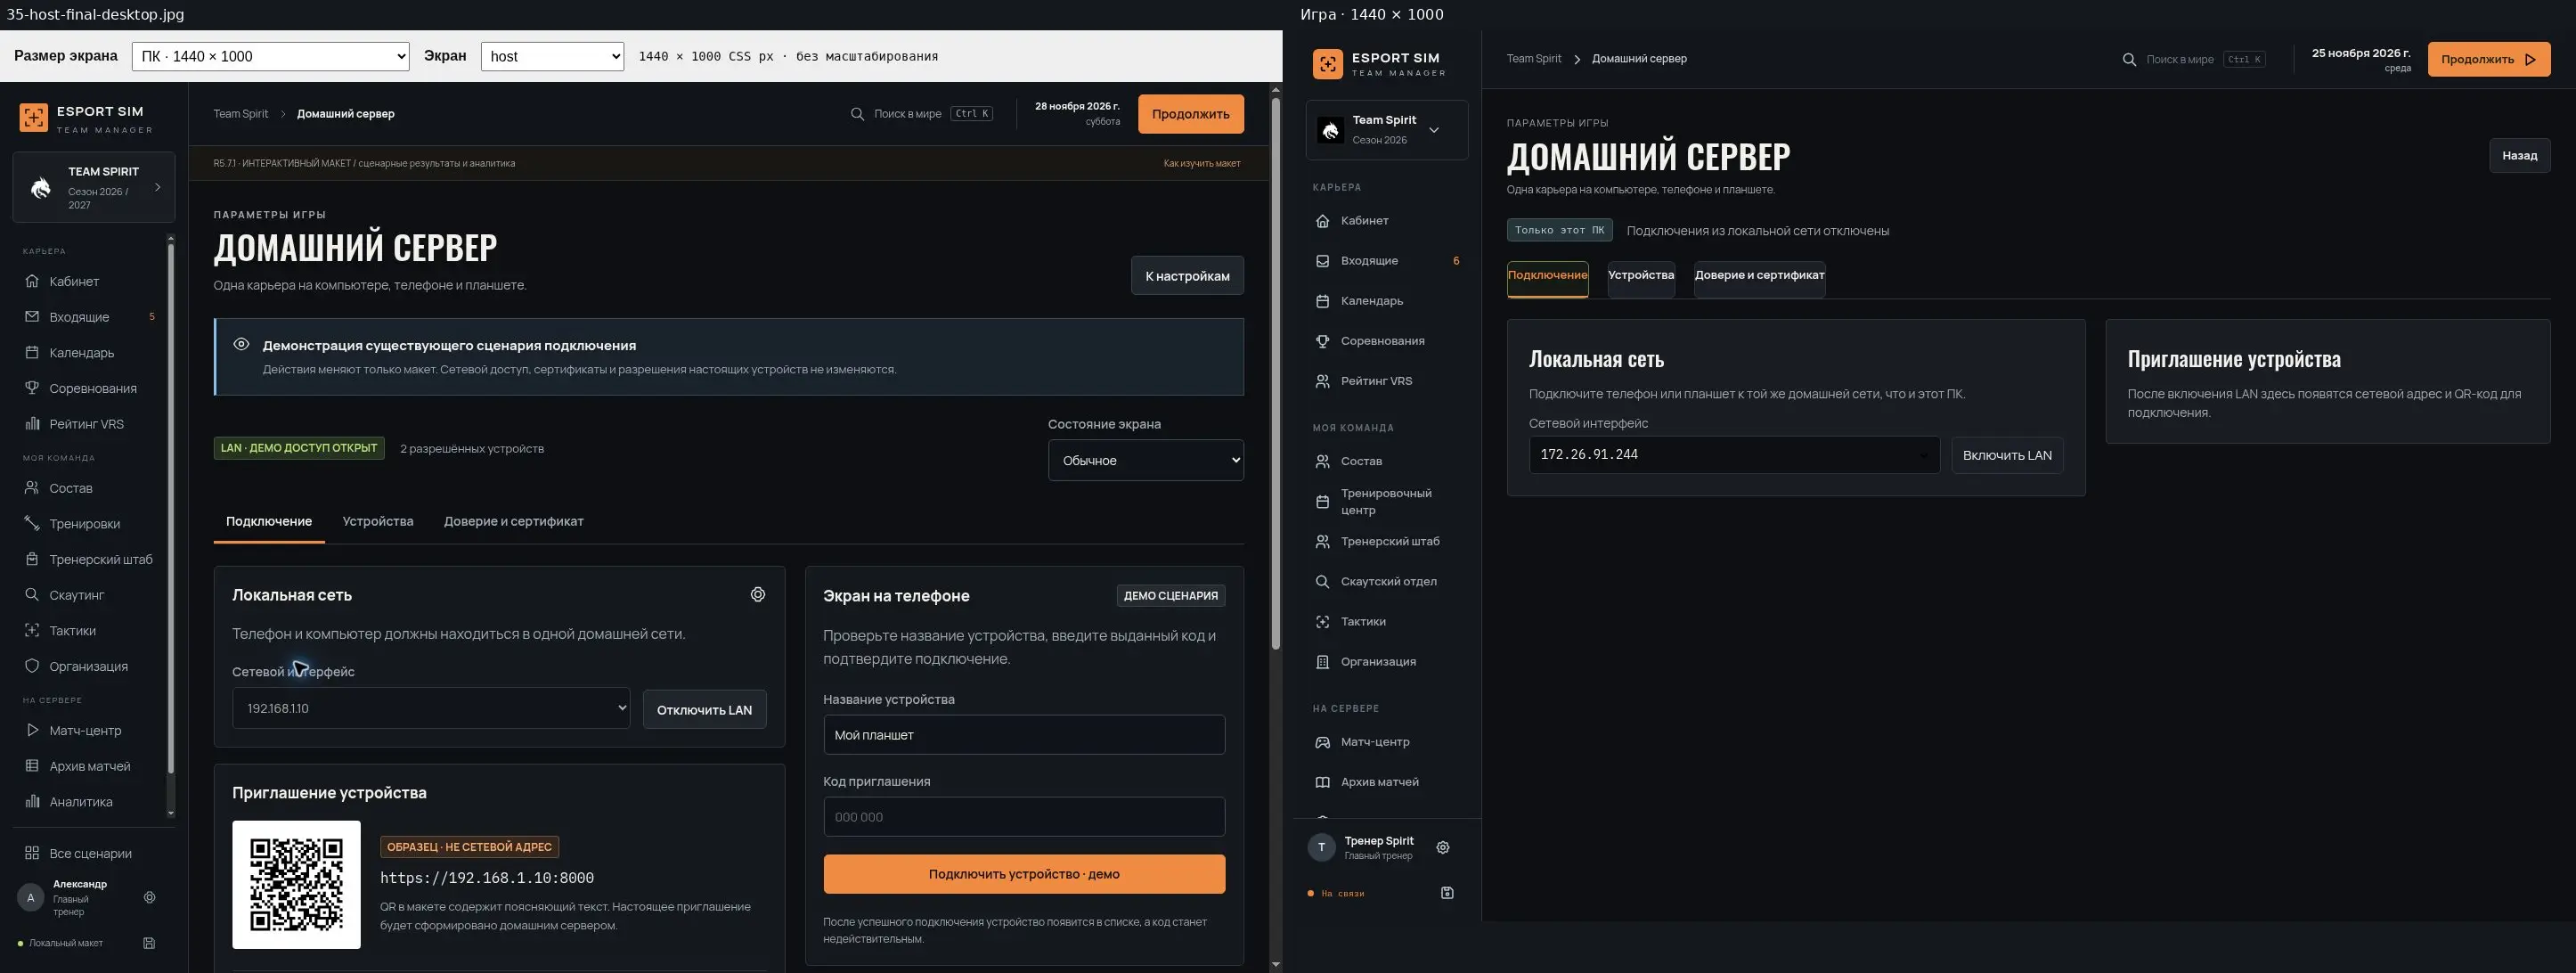 35-host-final-desktop.jpg
Размер экрана
ПК · 1440 × 1000
Экран
host
1440 × 1000 CSS px · без масштабирования
ESPORT SIM
TEAM MANAGER
TEAM SPIRIT
Сезон 2026 /
2027
КАРЬЕРА
Кабинет
Входящие
5
Календарь
Соревнования
Рейтинг VRS
МОЯ КОМАНДА
Состав
Тренировки
Тренерский штаб
Скаутинг
Тактики
Организация
НА СЕРВЕРЕ
Матч-центр
Архив матчей
Аналитика
Все сценарии
А
Александр
Главный
тренер
Локальный макет
Team Spirit
Домашний сервер
Поиск в мире
Ctrl K
28 ноября 2026 г.
суббота
Продолжить
R5.7.1 · ИНТЕРАКТИВНЫЙ МАКЕТ / сценарные результаты и аналитика
Как изучить макет
ПАРАМЕТРЫ ИГРЫ
ДОМАШНИЙ СЕРВЕР
Одна карьера на компьютере, телефоне и планшете.
К настройкам
Демонстрация существующего сценария подключения
Действия меняют только макет. Сетевой доступ, сертификаты и разрешения настоящих устройств не изменяются.
LAN · ДЕМО ДОСТУП ОТКРЫТ
2 разрешённых устройств
Состояние экрана
Обычное
Подключение
Устройства
Доверие и сертификат
Локальная сеть
Телефон и компьютер должны находиться в одной домашней сети.
Сетевой интерфейс
192.168.1.10
Отключить LAN
Приглашение устройства
ОБРАЗЕЦ · НЕ СЕТЕВОЙ АДРЕС
https://192.168.1.10:8000
QR в макете содержит поясняющий текст. Настоящее приглашение
будет сформировано домашним сервером.
Экран на телефоне
ДЕМО СЦЕНАРИЯ
Проверьте название устройства, введите выданный код и
подтвердите подключение.
Название устройства
Мой планшет
Код приглашения
000 000
Подключить устройство · демо
После успешного подключения устройство появится в списке, а код станет
недействительным.
Игра · 1440 × 1000
ESPORT SIM
TEAM MANAGER
Team Spirit
Сезон 2026
КАРЬЕРА
Кабинет
Входящие
6
Календарь
Соревнования
Рейтинг VRS
МОЯ КОМАНДА
Состав
Тренировочный
центр
Тренерский штаб
Скаутский отдел
Тактики
Организация
НА СЕРВЕРЕ
Матч-центр
Архив матчей
Т
Тренер Spirit
Главный тренер
На связи
Team Spirit
Домашний сервер
Поиск в мире
Ctrl K
25 ноября 2026 г.
среда
Продолжить
ПАРАМЕТРЫ ИГРЫ
ДОМАШНИЙ СЕРВЕР
Одна карьера на компьютере, телефоне и планшете.
Назад
Только этот ПК
Подключения из локальной сети отключены
Подключение
Устройства
Доверие и сертификат
Локальная сеть
Подключите телефон или планшет к той же домашней сети, что и этот ПК.
Сетевой интерфейс
172.26.91.244
Включить LAN
Приглашение устройства
После включения LAN здесь появятся сетевой адрес и QR-код для
подключения.